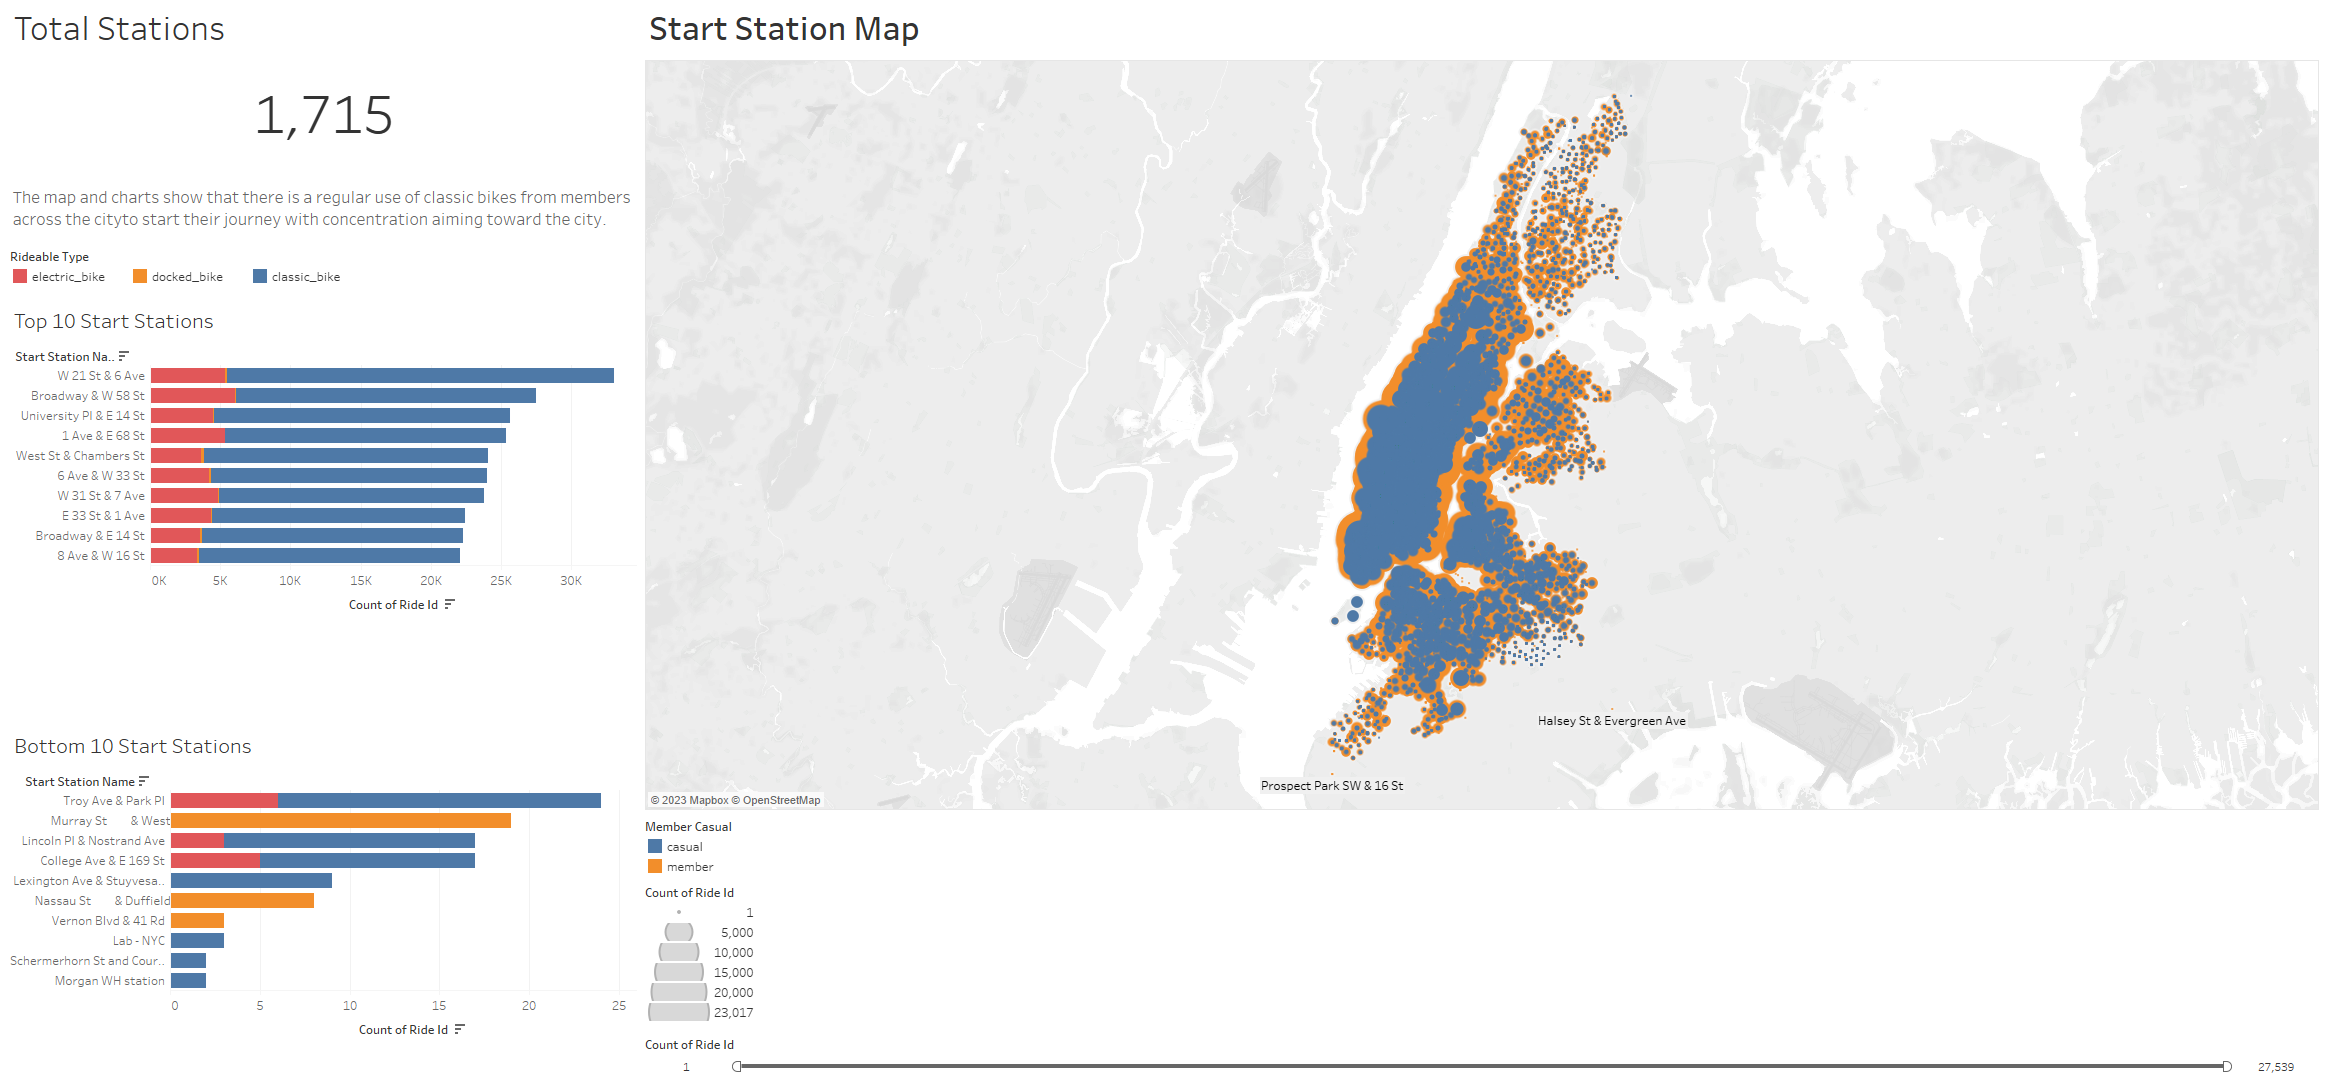 Total Stations
1,715
The map and charts show that there is a regular use of classic bikes from members
across the cityto start their journey with concentration aiming toward the city.
Rideable Type
electric_bike docked_bike classic_bike
Top 10 Start Stations
Start Station Na..
W 21 St & 6 Ave
Broadway & W 58 St
University Pl & E 14 St
1 Ave & E 68 St
West St & Chambers St
6 Ave & W 33 St
W 31 St & 7 Ave
E 33 St & 1 Ave
Broadway & E 14 St
8 Ave & W 16 St
0K 5K 10K 15K 20K 25K 30K
Count of Ride Id
Bottom 10 Start Stations
Start Station Name
Troy Ave & Park Pl
Murray St & West
Lincoln Pl & Nostrand Ave
College Ave & E 169 St
Lexington Ave & Stuyvesa..
Nassau St & Duffield
Vernon Blvd & 41 Rd
Lab - NYC
Schermerhorn St and Cour..
Morgan WH station
0 5 10 15 20 25
Count of Ride Id
Start Station Map
Halsey St & Evergreen Ave
Prospect Park SW & 16 St
© 2023 Mapbox © OpenStreetMap
Member Casual
casual
member
Count of Ride Id
1
5,000
10,000
15,000
20,000
23,017
Count of Ride Id
1 27,539